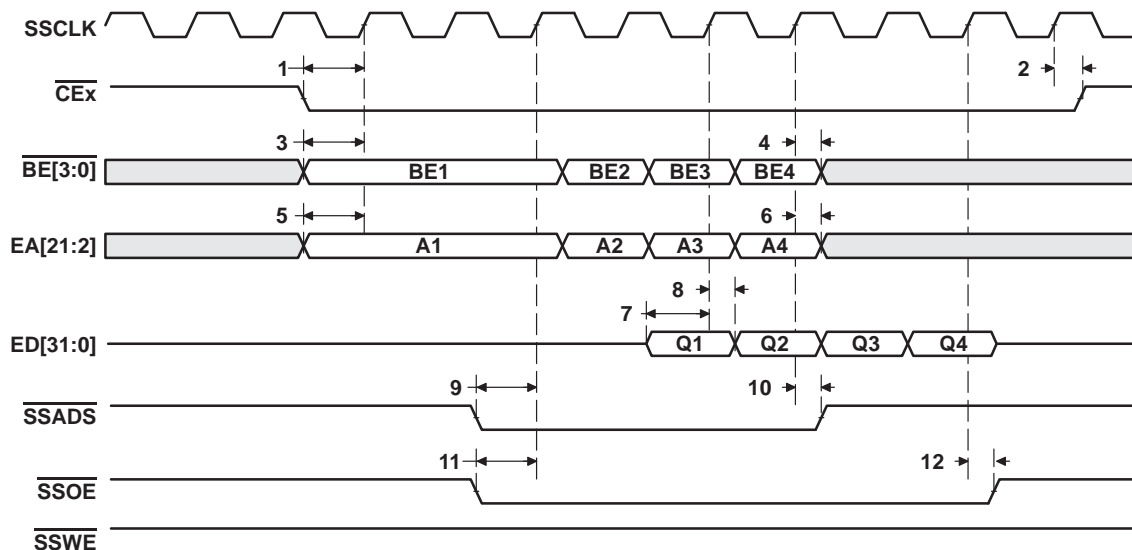 SSCLK
1
2
CEx
3
4
BE[3:0]
BE1 BE2 BE3 BE4
5
6
EA[21:2]
A1 A2 A3 A4
8
7
ED[31:0]
Q1 Q2 Q3 Q4
9
10
SSADS
11
12
SSOE
SSWE